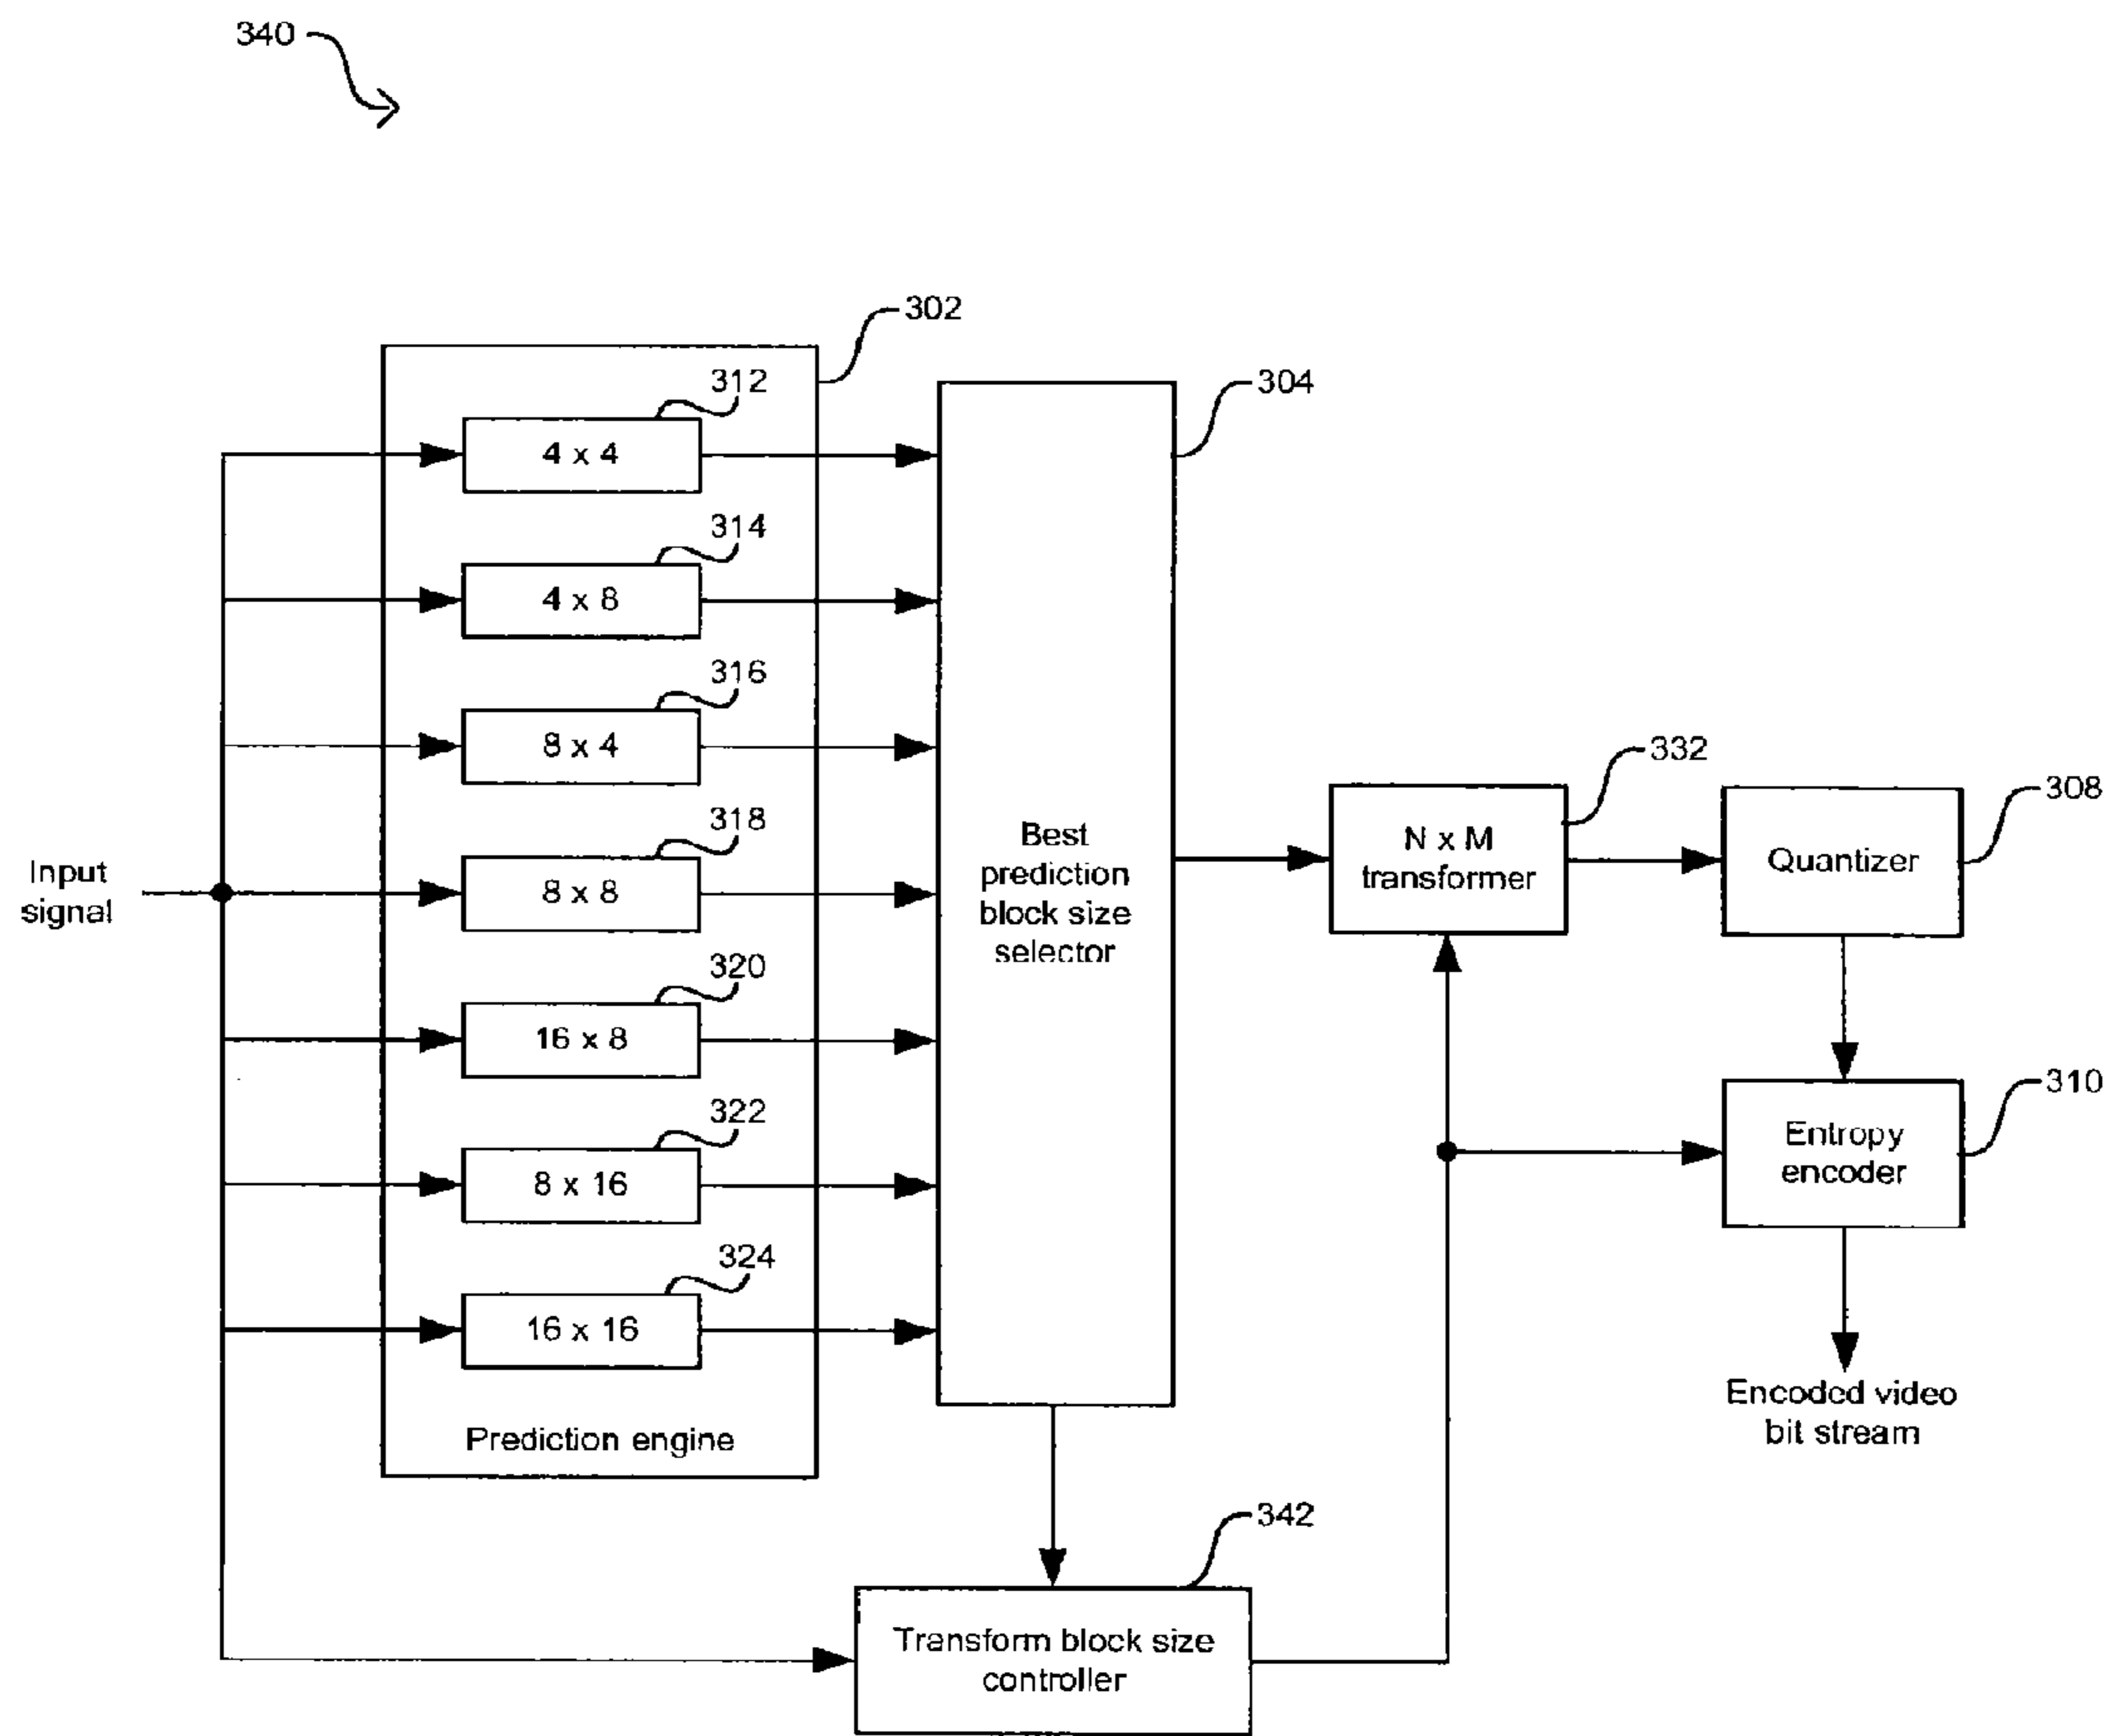 340
302
312
304
4 x 4
314
4 x 8
316
8 x 4
332
308
318
Best
prediction
block size
selector
N x M
transformer
Quantizer
Input
signal
8 x 8
320
16 x 8
310
322
Entropy
encoder
8 x 16
324
16 x 16
Encoded video
bit stream
Prediction engine
342
Transform block size
controller